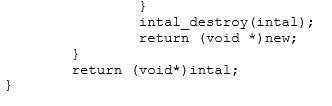 }
intal_destroy(intal);
return (void *)new;
}
return (void*)intal;
}